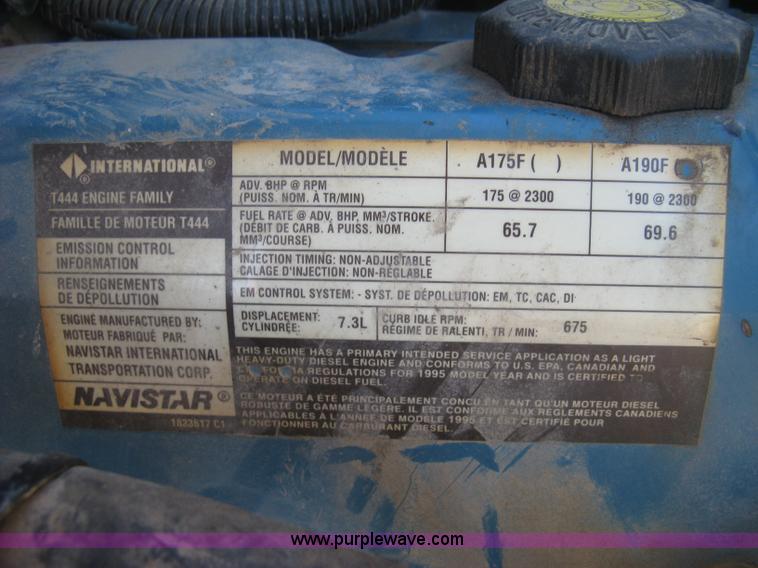 REMOVE
INTERNATIONAL®
T444 ENGINE FAMILY
FAMILLE DE MOTEUR T444
EMISSION CONTROL
INFORMATION
RENSEIGNEMENTS
DE DÉPOLLUTION
ENGINE MANUFACTURED BY:
MOTEUR FABRIQUÉ PAR:
NAVISTAR INTERNATIONAL
TRANSPORTATION CORP.
NAVISTAR®
1823817 C1
MODEL/MODÈLE A175F ( ) A190F
ADV. BHP @ RPM
(PUISS. NOM. À TR/MIN) 175 @ 2300 190 @ 2300
FUEL RATE @ ADV. BHP, MM³/STROKE.
(DÉBIT DE CARB. À PUISS. NOM.
MM³/COURSE) 65.7 69.6
INJECTION TIMING: NON-ADJUSTABLE
CALAGE D'INJECTION: NON-RÉGLABLE
EM CONTROL SYSTEM: - SYST. DE DÉPOLLUTION: EM, TC, CAC, DI
DISPLACEMENT:
CYLINDRÉE: 7.3L
CURB IDLE RPM:
RÉGIME DE RALENTI, TR / MIN: 675
THIS ENGINE HAS A PRIMARY INTENDED SERVICE APPLICATION AS A LIGHT
HEAVY-DUTY DIESEL ENGINE AND CONFORMS TO U.S. EPA, CANADIAN, AND
CALIFORNIA REGULATIONS FOR 1995 MODEL YEAR AND IS CERTIFIED TO
OPERATE ON DIESEL FUEL.
CE MOTEUR A ÉTÉ PRINCIPALEMENT CONCU EN TANT QU'UN MOTEUR DIESEL
ROBUSTE DE GAMME LÉGÈRE. IL EST CONFORME AUX RÈGLEMENTS CANADIENS
APPLICABLES À L'ANNÉE DE MODÈLE 1995 ET EST CERTIFIÉ POUR
FONCTIONNER AU CARBURANT DIESEL.
www.purplewave.com